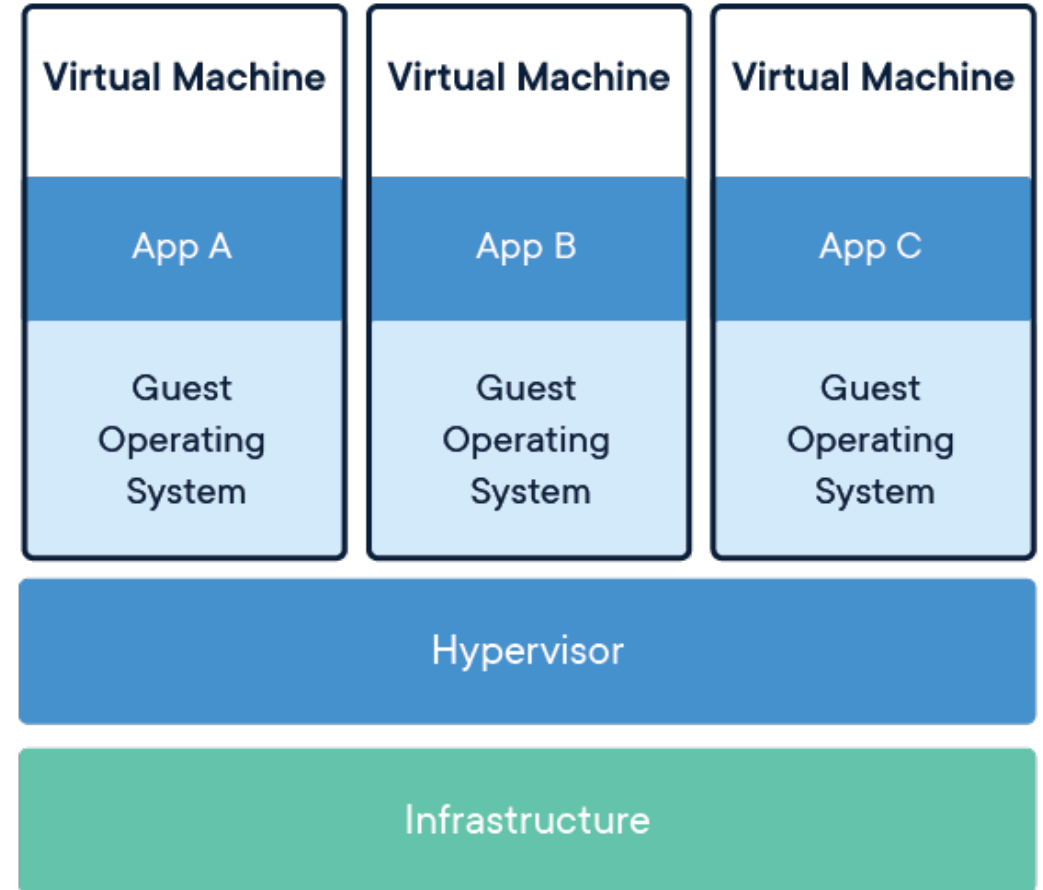 Virtual Machine
Virtual Machine
Virtual Machine
App A
App B
App C
Guest
Operating
System
Guest
Operating
System
Guest
Operating
System
Hypervisor
Infrastructure